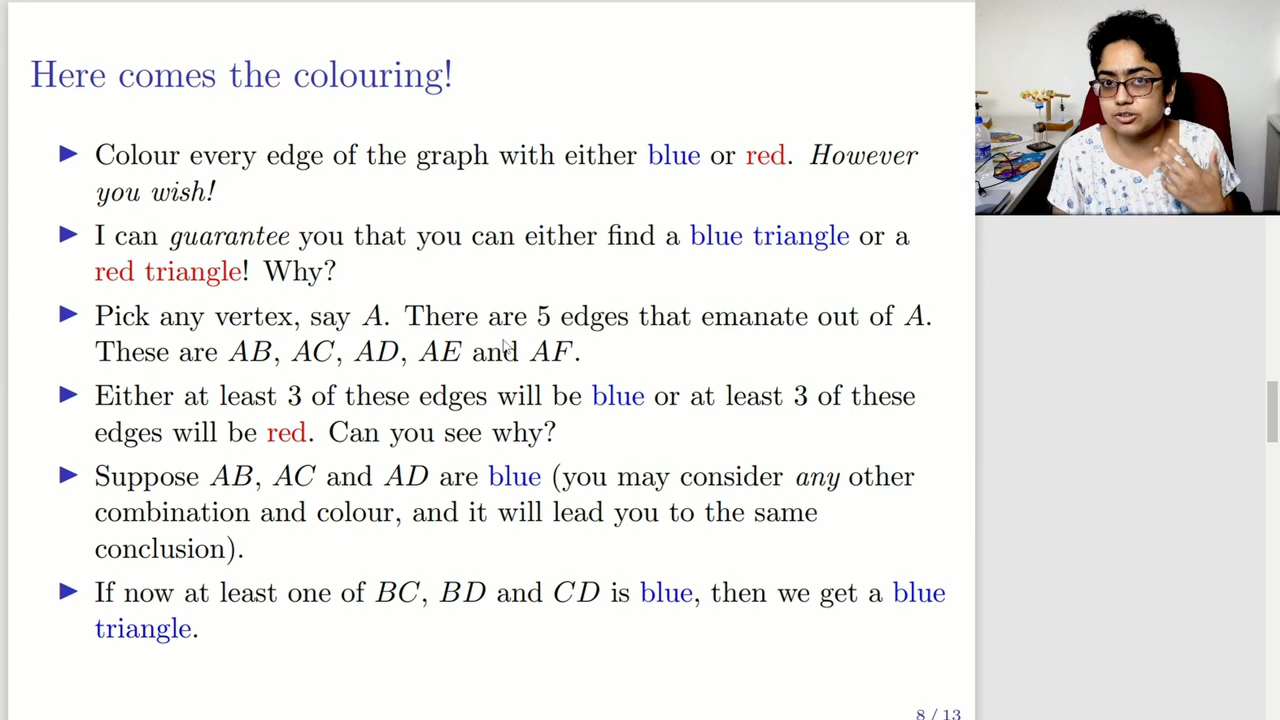 Here comes the colouring!
▶ Colour every edge of the graph with either blue or red. However
you wish!
▶ I can guarantee you that you can either find a blue triangle or a
red triangle! Why?
▶ Pick any vertex, say A. There are 5 edges that emanate out of A.
These are AB, AC, AD, AE and AF.
▶ Either at least 3 of these edges will be blue or at least 3 of these
edges will be red. Can you see why?
▶ Suppose AB, AC and AD are blue (you may consider any other
combination and colour, and it will lead you to the same
conclusion).
▶ If now at least one of BC, BD and CD is blue, then we get a blue
triangle.
8 / 13